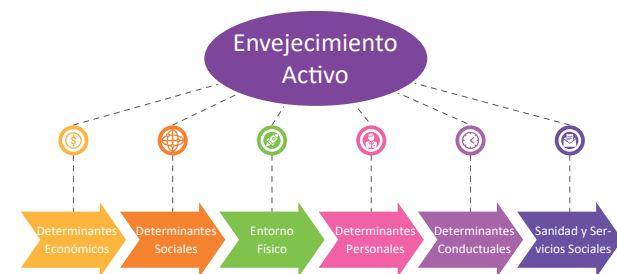 Envejecimiento
Activo
Determinantes
Económicos
Determinantes
Sociales
Entorno
Físico
Determinantes
Personales
Determinantes
Conductuales
Sanidad y Ser-
vicios Sociales